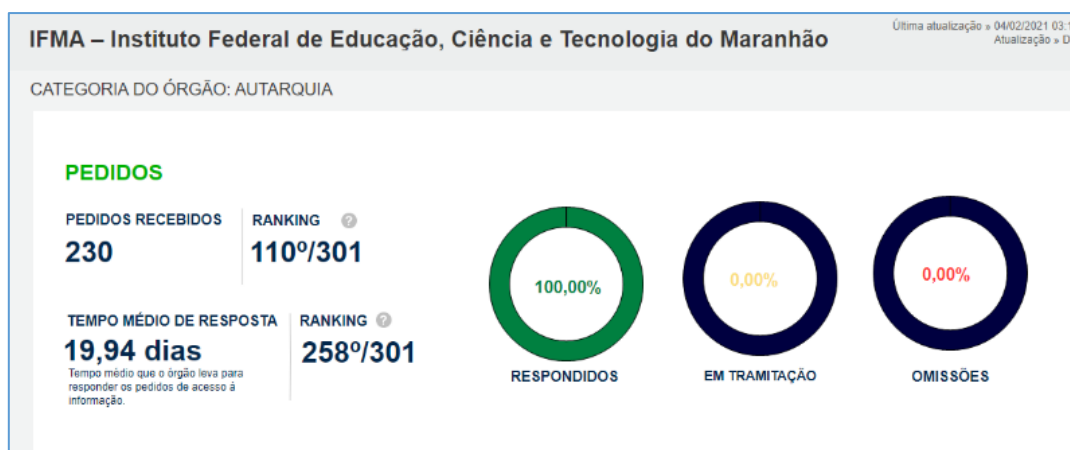 Última atualização » 04/02/2021 03:1
IFMA – Instituto Federal de Educação, Ciência e Tecnologia do Maranhão
Atualização » D
CATEGORIA DO ÓRGÃO: AUTARQUIA
PEDIDOS
PEDIDOS RECEBIDOS
230
RANKING ?
110º/301
TEMPO MÉDIO DE RESPOSTA
19,94 dias
Tempo médio que o órgão leva para
responder os pedidos de acesso á
informação.
RANKING ?
258º/301
100,00%
RESPONDIDOS
0,00%
EM TRAMITAÇÃO
0,00%
OMISSÕES